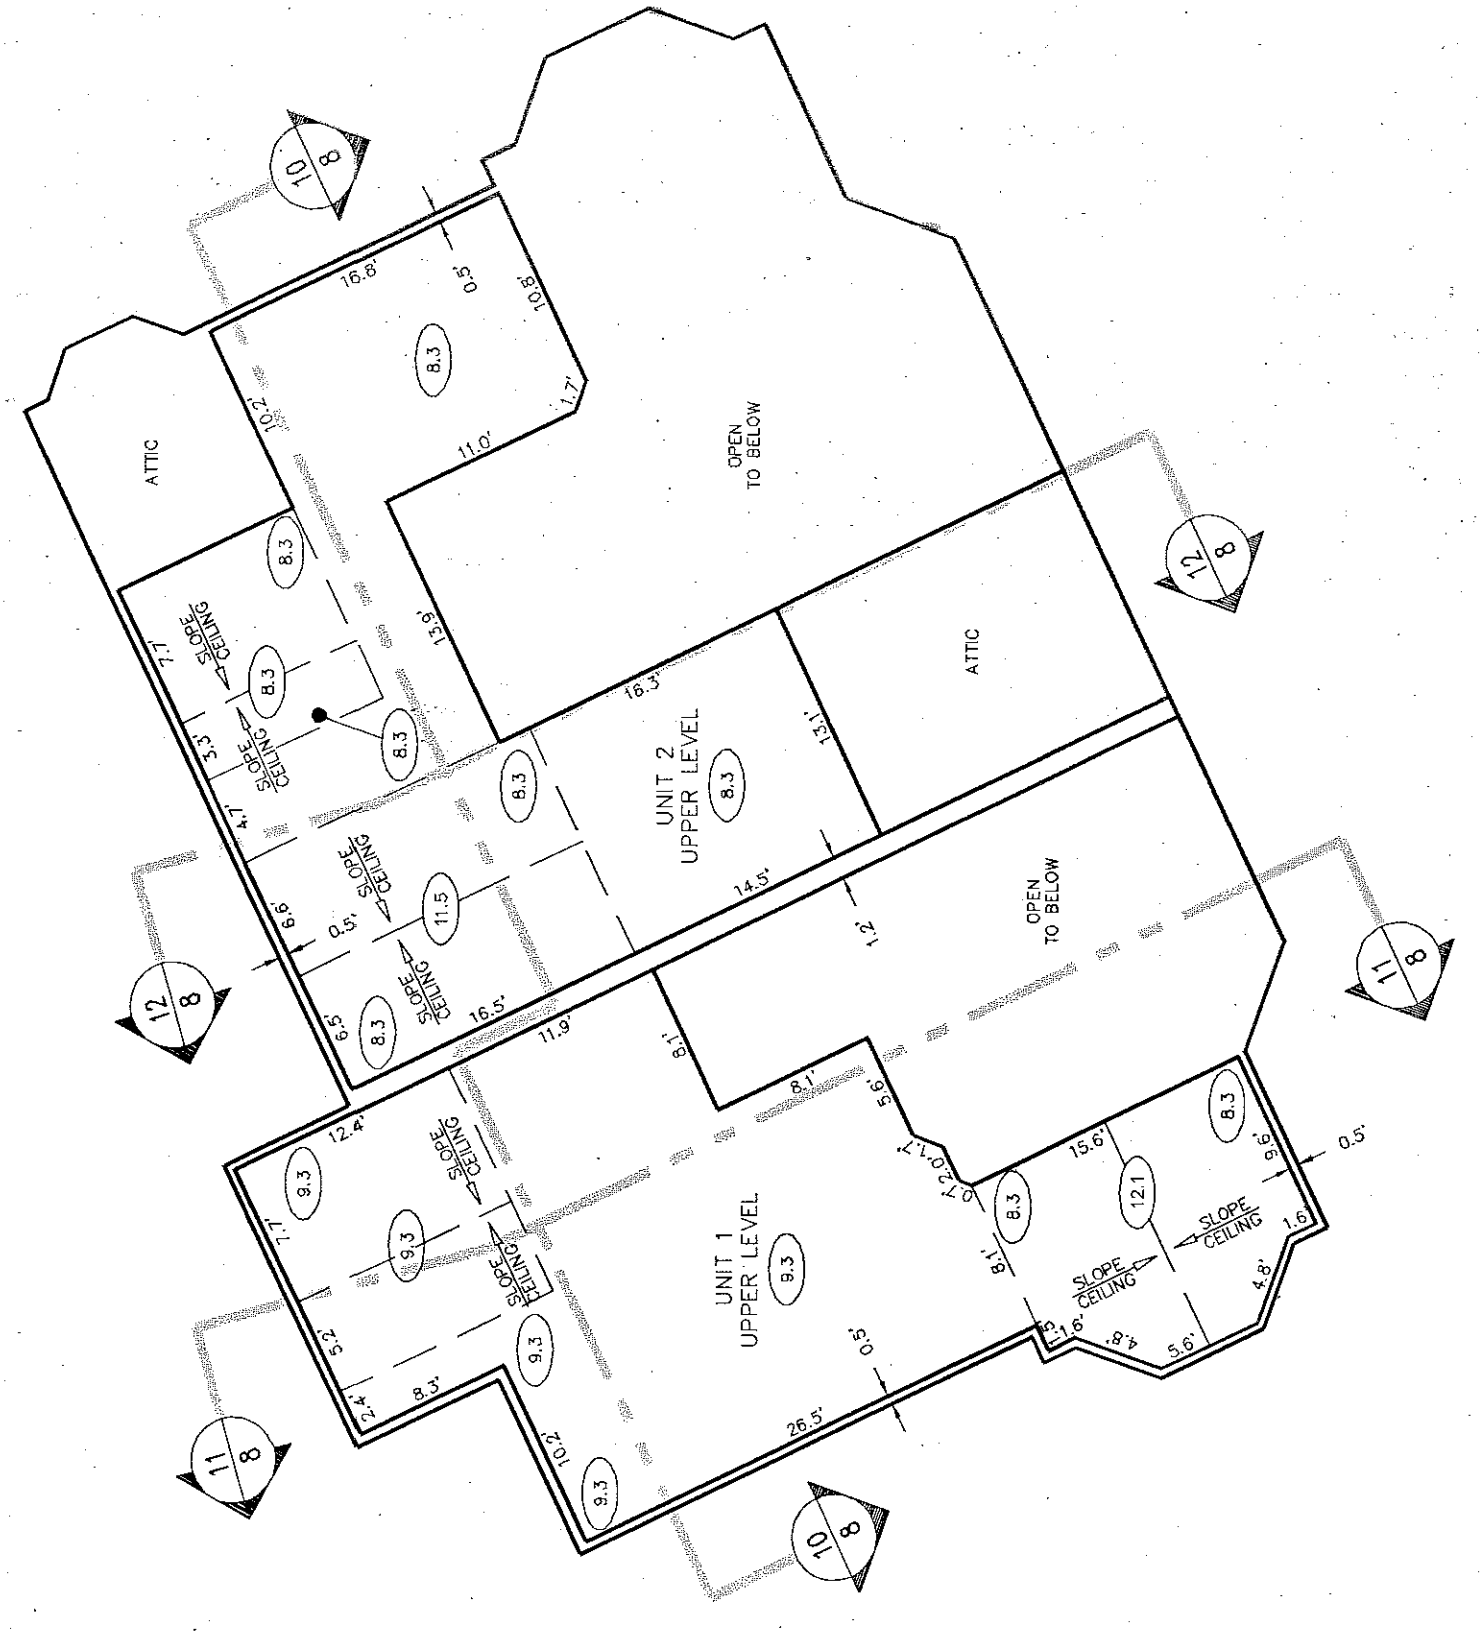 10
8
16.8'
0.5'
10.8'
10.2'
8.3
1.7'
11.0'
ATTIC
OPEN
TO BELOW
8.3
7.7'
SLOPE
CEILING
8.3
3.3'
SLOPE
CEILING
8.3
13.9'
4.7'
12
8
16.3'
ATTIC
13.1'
UNIT 2
UPPER LEVEL
8.3
8.3
SLOPE
CEILING
11.5
6.6'
0.5'
14.5'
SLOPE
CEILING
12
8
6.5'
8.3
16.5'
11.9'
1.2'
OPEN
TO BELOW
8.1'
11
8
8.1'
5.6'
12.4'
9.3
SLOPE
CEILING
7.7'
9.3
SLOPE
CEILING
1.7'
2.0'
0.7'
15.6'
8.3
9.6'
0.5'
12.1
8.3
8.1'
SLOPE
CEILING
SLOPE
CEILING
1.6'
4.8'
5.6'
4.8'
1.6'
1.5'
UNIT 1
UPPER LEVEL
9.3
0.5'
5.2'
2.4'
8.3'
9.3
10.2'
9.3
26.5'
11
8
10
8